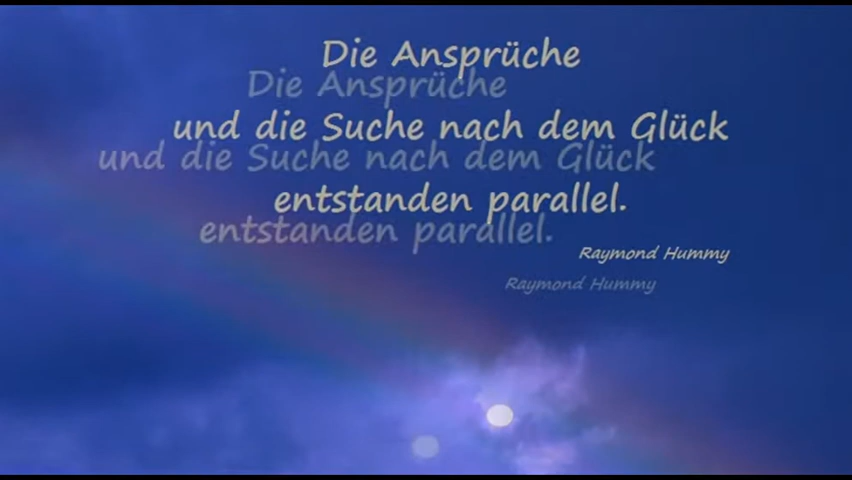 Die Ansprüche
Die Ansprüche
und die Suche nach dem Glück
und die Suche nach dem Glück
entstanden parallel.
entstanden parallel.
Raymond Hummy
Raymond Hummy